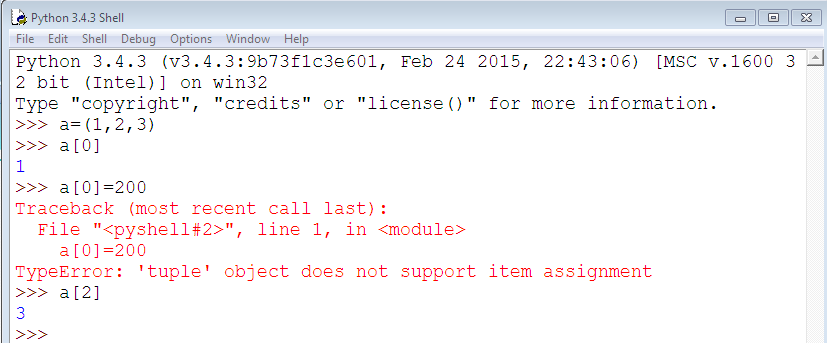 Python 3.4.3 Shell
File Edit Shell Debug Options Window Help
Python 3.4.3 (v3.4.3:9b73f1c3e601, Feb 24 2015, 22:43:06) [MSC v.1600 3
2 bit (Intel)] on win32
Type "copyright", "credits" or "license()" for more information.
>>> a=(1,2,3)
>>> a[0]
1
>>> a[0]=200
Traceback (most recent call last):
  File "<pyshell#2>", line 1, in <module>
    a[0]=200
TypeError: 'tuple' object does not support item assignment
>>> a[2]
3
>>>